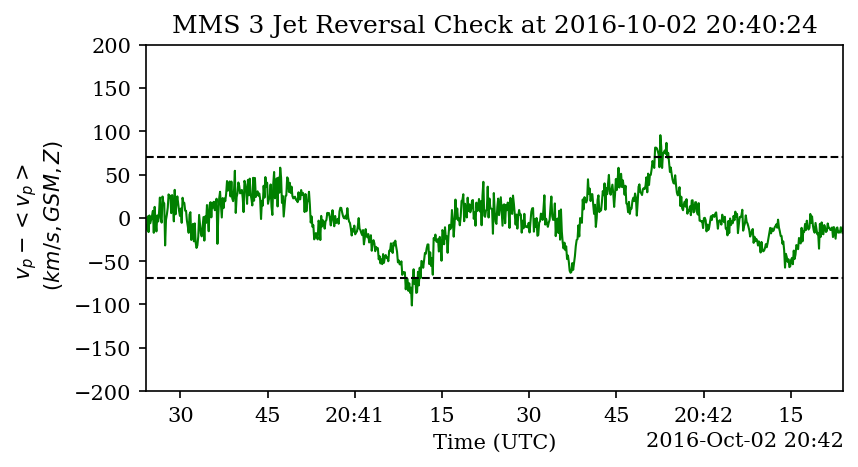 MMS 3 Jet Reversal Check at 2016-10-02 20:40:24
v_p − < v_p >
(km/s, GSM, Z)
200
150
100
50
0
−50
−100
−150
−200
30 45 20:41 15 30 45 20:42 15
Time (UTC)
2016-Oct-02 20:42